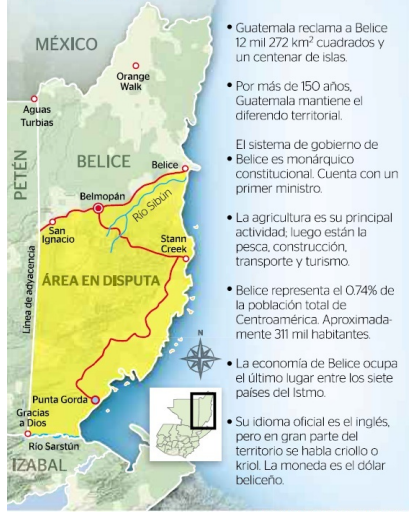 MÉXICO
Orange
Walk
Aguas
Turbias
PETÉN
BELICE
Belice
Belmopán
Río Sibún
San
Ignacio
Stann
Creek
Línea de adyacencia
ÁREA EN DISPUTA
N
Punta Gorda
Gracias
a Dios
Río Sarstún
IZABAL
• Guatemala reclama a Belice
12 mil 272 km² cuadrados y
un centenar de islas.
• Por más de 150 años,
Guatemala mantiene el
diferendo territorial.
El sistema de gobierno de
• Belice es monárquico
constitucional. Cuenta con un
primer ministro.
• La agricultura es su principal
actividad; luego están la
pesca, construcción,
transporte y turismo.
• Belice representa el 0.74% de
la población total de
Centroamérica. Aproximada-
mente 311 mil habitantes.
• La economía de Belice ocupa
el último lugar entre los siete
países del Istmo.
• Su idioma oficial es el inglés,
pero en gran parte del
territorio se habla criollo o
kriol. La moneda es el dólar
beliceño.